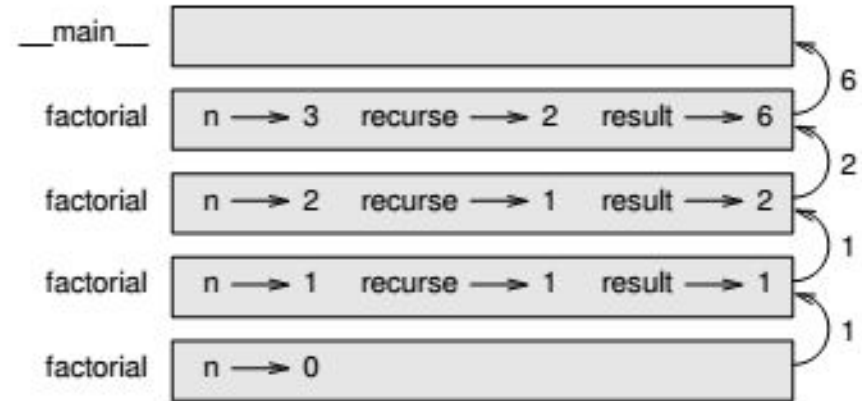 __main__
6
factorial n → 3 recurse → 2 result → 6
2
factorial n → 2 recurse → 1 result → 2
1
factorial n → 1 recurse → 1 result → 1
1
factorial n → 0